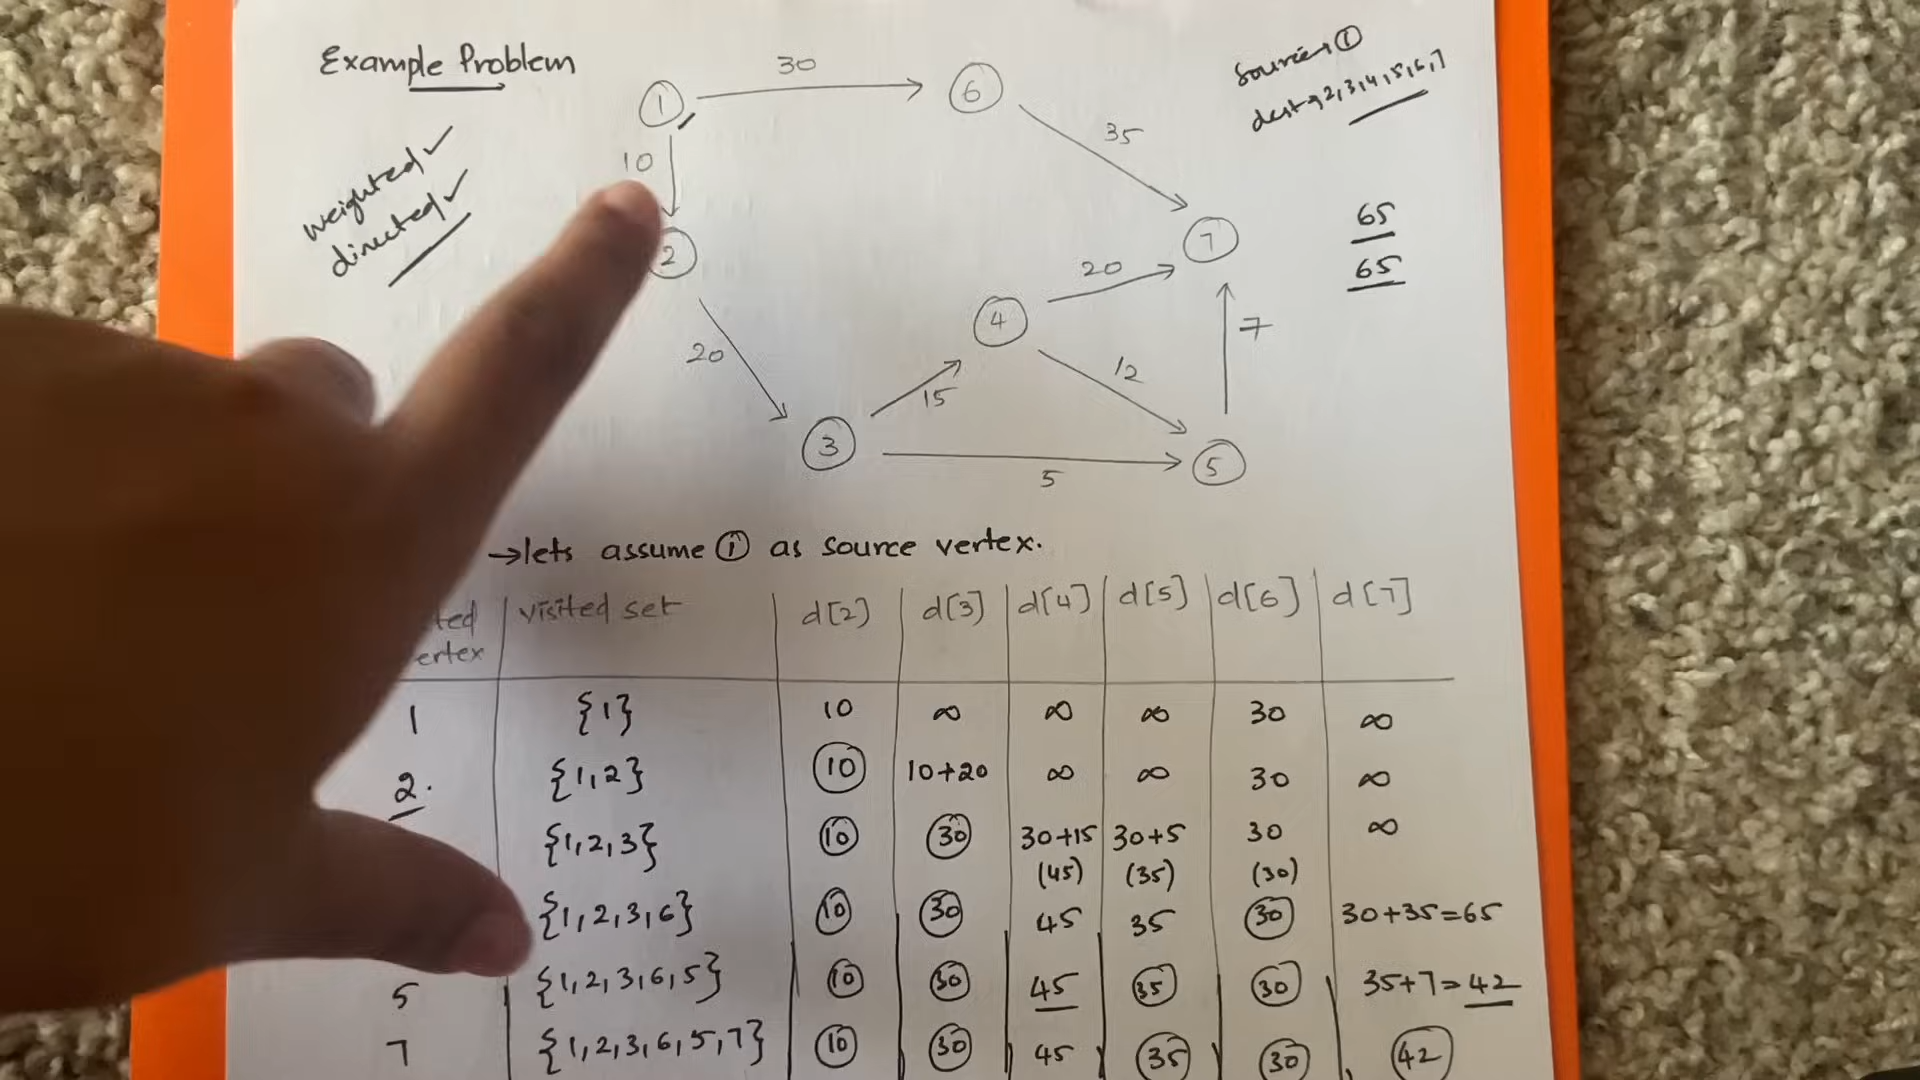 Example Problem
weighted ✓
directed ✓
source → ①
dest → 2,3,4,5,6,7
1
30
6
10
35
2
7
65
65
20
4
20
7
15
12
3
5
5
→ lets assume ① as source vertex.
ted ertex | visited set | d[2] | d[3] | d[4] | d[5] | d[6] | d[7]
1 | {1} | 10 | ∞ | ∞ | ∞ | 30 | ∞
2. | {1,2} | 10 | 10+20 | ∞ | ∞ | 30 | ∞
{1,2,3} | 10 | 30 | 30+15 | 30+5 | 30 | ∞
(45) (35) (30)
{1,2,3,6} | 10 | 30 | 45 | 35 | 30 | 30+35=65
5 | {1,2,3,6,5} | 10 | 30 | 45 | 35 | 30 | 35+7=42
7 | {1,2,3,6,5,7} | 10 | 30 | 45 | 35 | 30 | 42